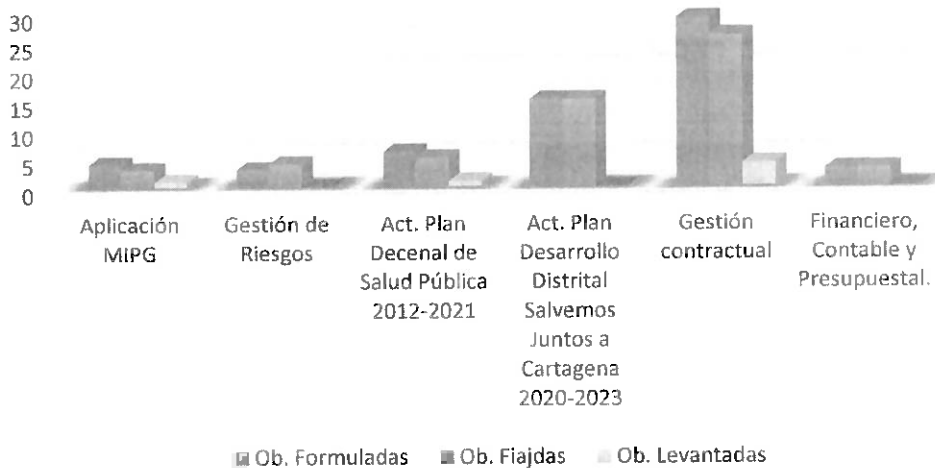 30
25
20
15
10
5
0
Aplicación MIPG
Gestión de Riesgos
Act. Plan Decenal de Salud Pública 2012-2021
Act. Plan Desarrollo Distrital Salvemos Juntos a Cartagena 2020-2023
Gestión contractual
Financiero, Contable y Presupuestal.
Ob. Formuladas Ob. Fiajdas Ob. Levantadas